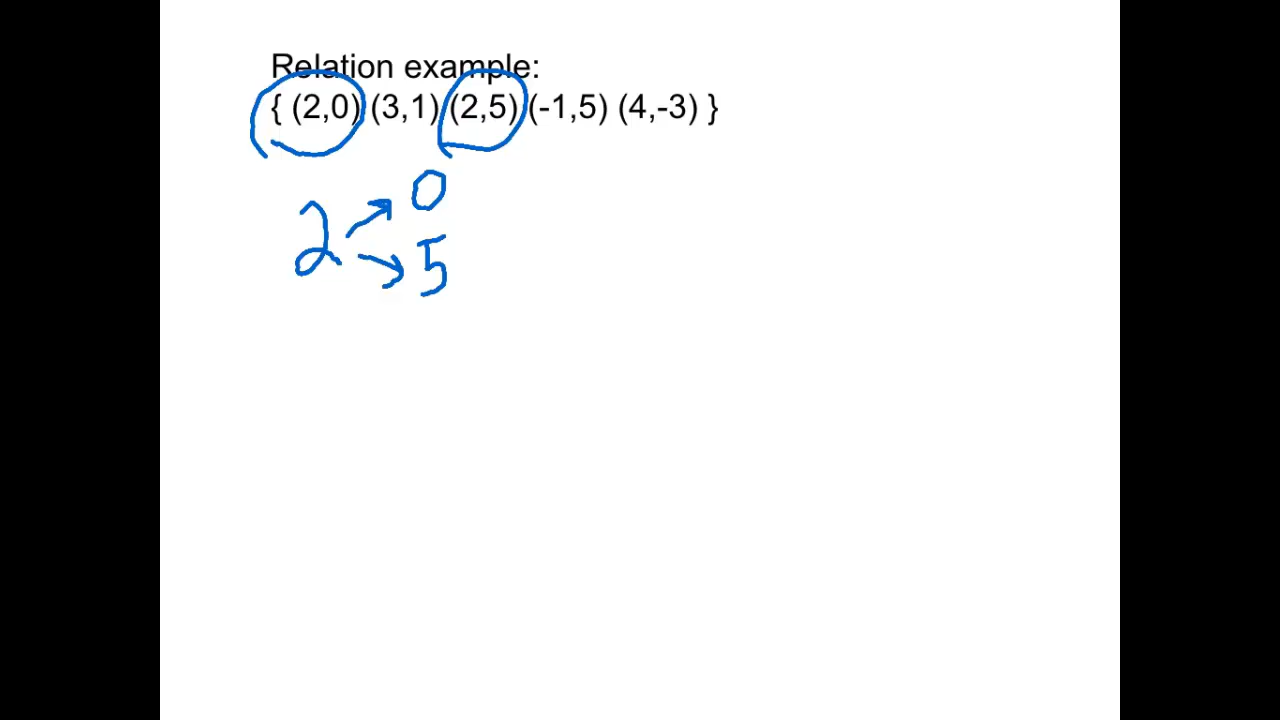 Relation example:
{ (2,0) (3,1) (2,5) (-1,5) (4,-3) }
0
2
5